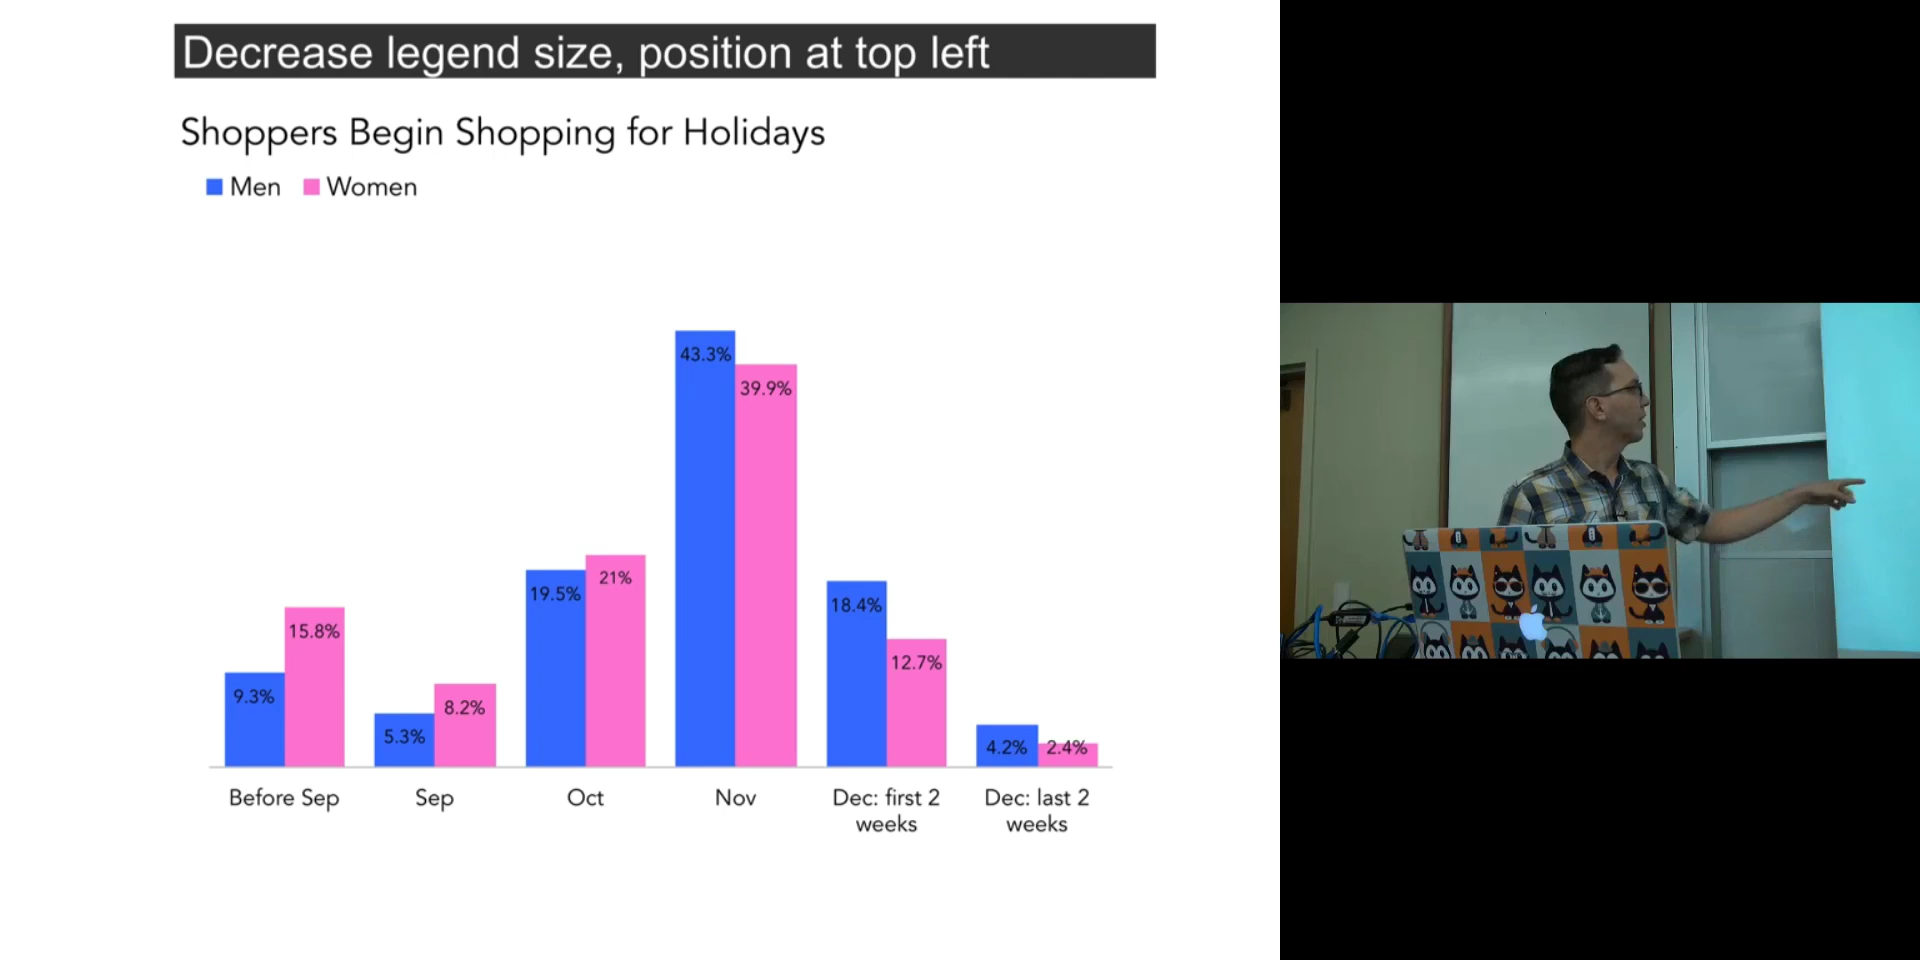 Decrease legend size, position at top left
Shoppers Begin Shopping for Holidays
Men Women
43.3%
39.9%
19.5%
21%
18.4%
15.8%
12.7%
9.3%
8.2%
5.3%
4.2%
2.4%
Before Sep
Sep
Oct
Nov
Dec: first 2
weeks
Dec: last 2
weeks